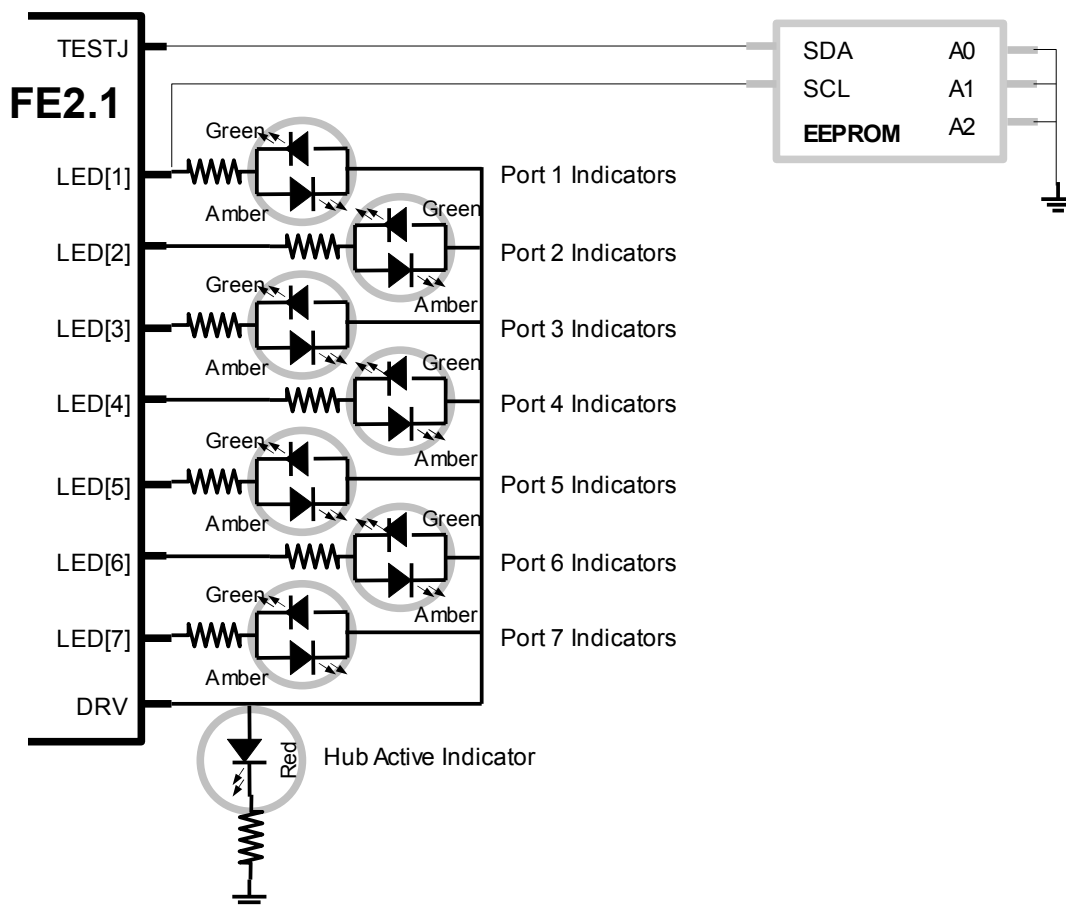 TESTJ
SDA A0
SCL A1
EEPROM A2
FE2.1
Green
LED[1]
Port 1 Indicators
Amber
Green
LED[2]
Port 2 Indicators
Amber
Green
LED[3]
Port 3 Indicators
Amber
Green
LED[4]
Port 4 Indicators
Amber
Green
LED[5]
Port 5 Indicators
Amber
Green
LED[6]
Port 6 Indicators
Amber
Green
LED[7]
Port 7 Indicators
Amber
DRV
Red
Hub Active Indicator